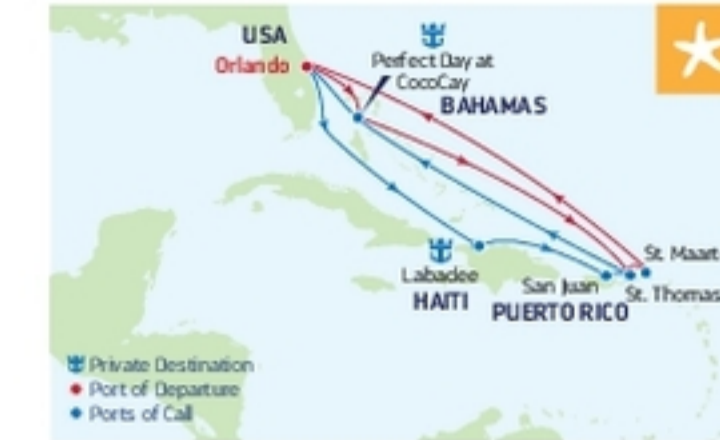 USA
Orlando
Perfect Day at
CocoCay
BAHAMAS
Labadee
HAITI
San Juan
PUERTO RICO
St. Maart
St. Thomas
Private Destination
Port of Departure
Ports of Call